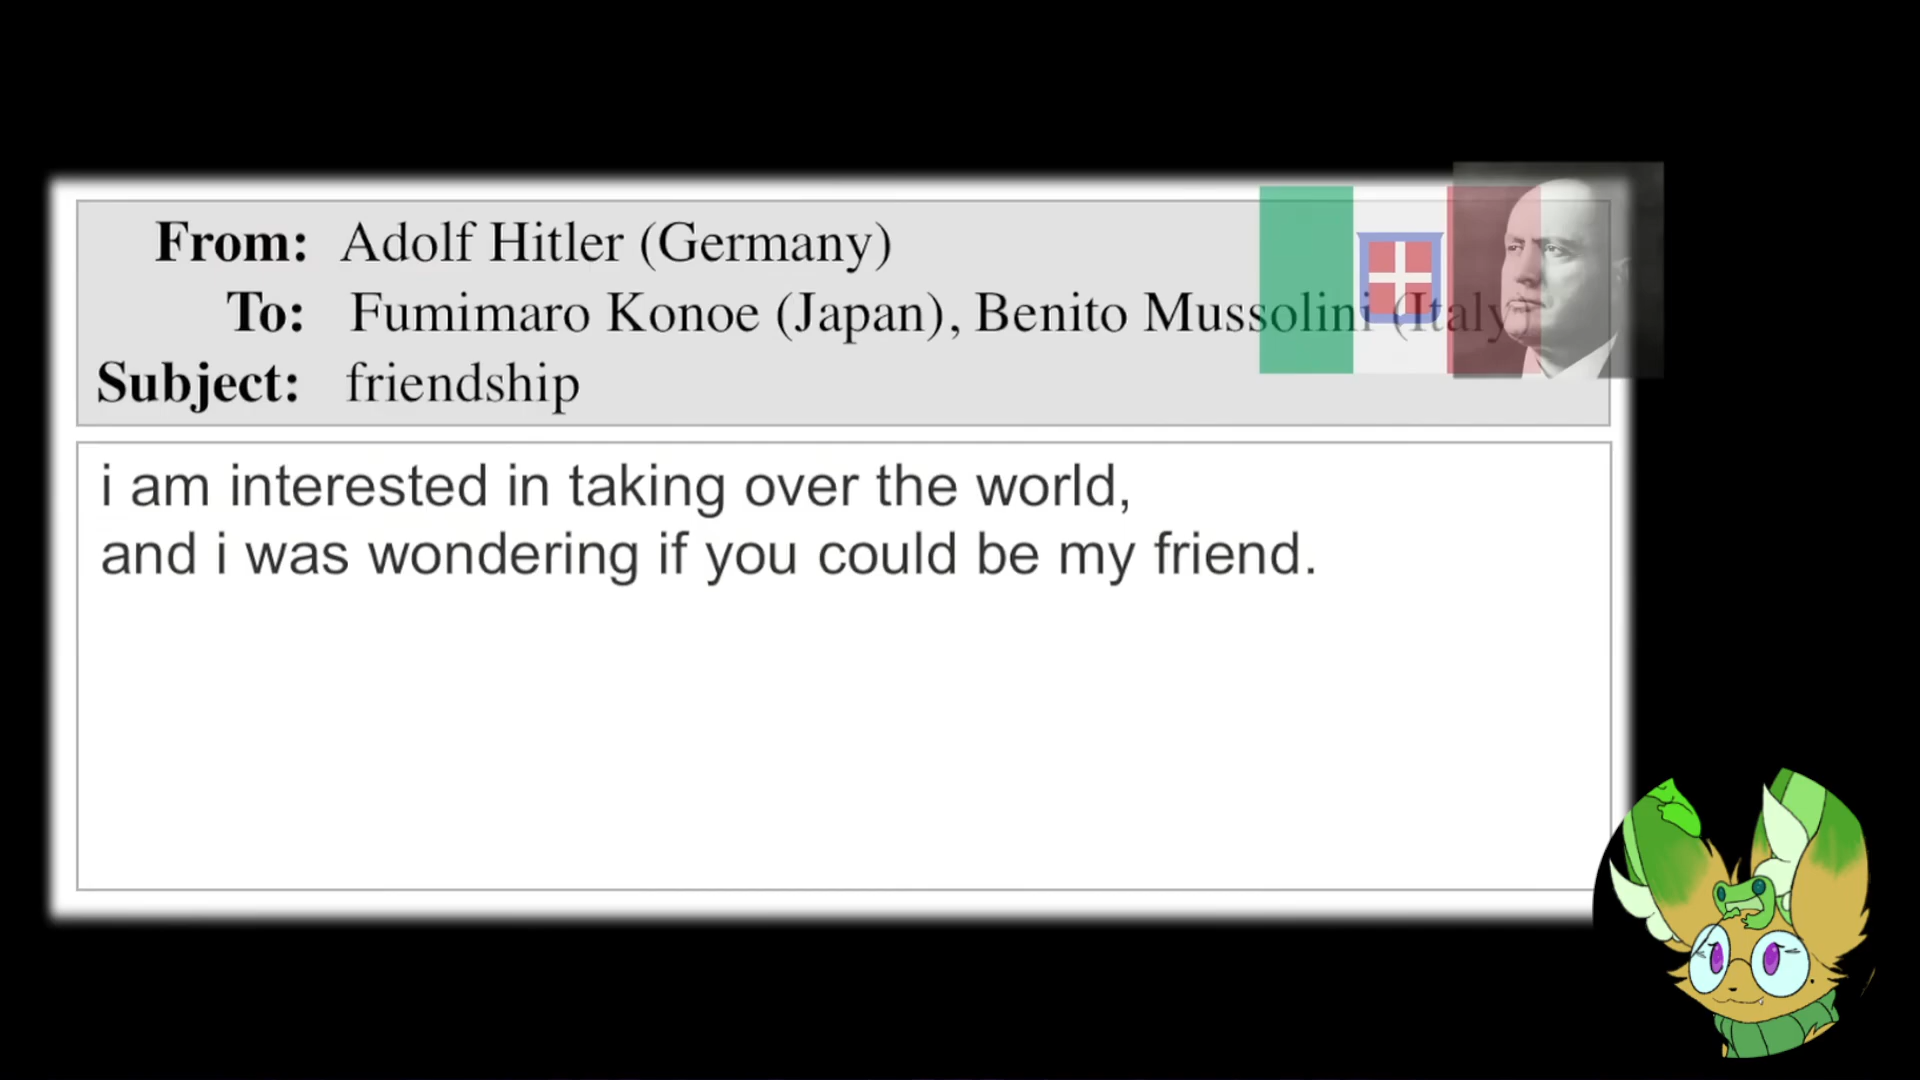 From: Adolf Hitler (Germany)
To: Fumimaro Konoe (Japan), Benito Mussolini (Italy)
Subject: friendship
i am interested in taking over the world,
and i was wondering if you could be my friend.